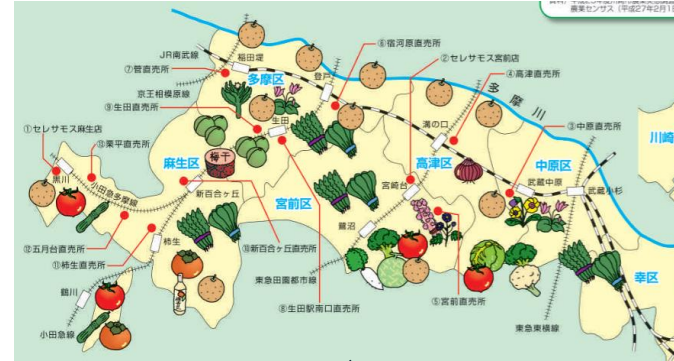 農業センサス（平成27年2月1日
⑥宿河原直売所
JR南武線
稲田堤
②セレサモス宮前店
⑦菅直売所
多摩区
登戸
④高津直売所
京王相模原線
多摩川
⑨生田直売所
生田
溝の口
③中原直売所
①セレサモス麻生店
川崎
⑬栗平直売所
麻生区
梅干
高津区
中原区
黒川
小田急多摩線
新百合ヶ丘
宮崎台
武蔵中原
武蔵小杉
宮前区
鷺沼
⑫五月台直売所
柿生
⑩新百合ヶ丘直売所
⑪柿生直売所
東急田園都市線
⑤宮前直売所
幸区
鶴川
⑧生田駅南口直売所
小田急線
東急東横線